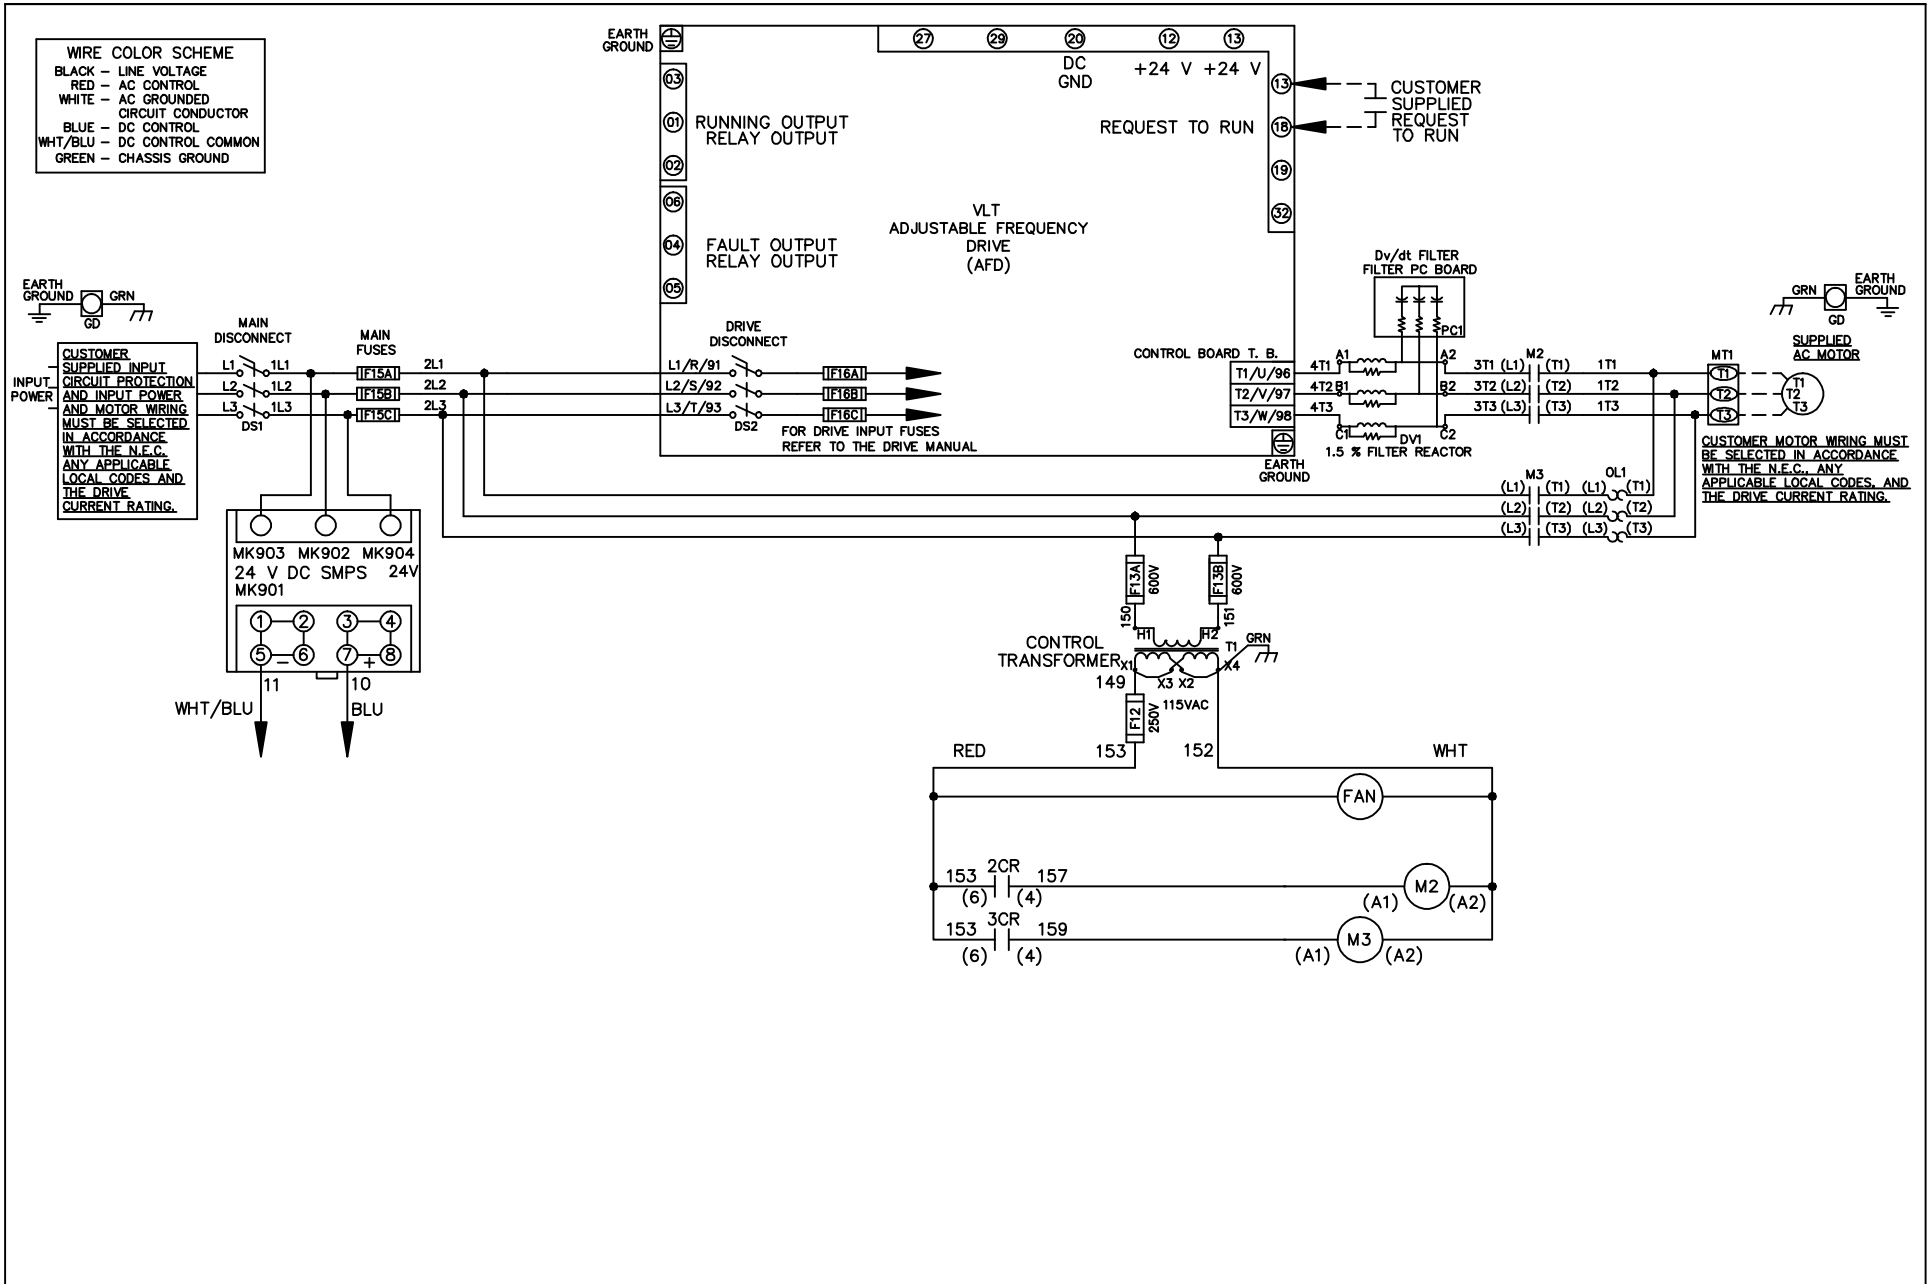 WIRE COLOR SCHEME
BLACK – LINE VOLTAGE
RED – AC CONTROL
WHITE – AC GROUNDED
CIRCUIT CONDUCTOR
BLUE – DC CONTROL
WHT/BLU – DC CONTROL COMMON
GREEN – CHASSIS GROUND
EARTH
GROUND
03
01
02
RUNNING OUTPUT
RELAY OUTPUT
06
04
05
FAULT OUTPUT
RELAY OUTPUT
27
29
20
12
13
DC
GND
+24 V
+24 V
13
REQUEST TO RUN
18
19
32
CUSTOMER
SUPPLIED
REQUEST
TO RUN
VLT
ADJUSTABLE FREQUENCY
DRIVE
(AFD)
EARTH
GROUND
GRN
GD
INPUT
POWER
CUSTOMER
SUPPLIED INPUT
CIRCUIT PROTECTION
AND INPUT POWER
AND MOTOR WIRING
MUST BE SELECTED
IN ACCORDANCE
WITH THE N.E.C.
ANY APPLICABLE
LOCAL CODES AND
THE DRIVE
CURRENT RATING.
MAIN
DISCONNECT
L1
1L1
L2
1L2
L3
1L3
DS1
MAIN
FUSES
F15A
F15B
F15C
2L1
2L2
2L3
DRIVE
DISCONNECT
L1/R/91
L2/S/92
L3/T/93
DS2
F16A
F16B
F16C
FOR DRIVE INPUT FUSES
REFER TO THE DRIVE MANUAL
CONTROL BOARD T. B.
T1/U/96
T2/V/97
T3/W/98
EARTH
GROUND
Dv/dt FILTER
FILTER PC BOARD
PC1
4T1
A1
A2
4T2
B1
B2
4T3
C1
C2
DV1
1.5 % FILTER REACTOR
3T1 (L1)
M2
(T1)
1T1
3T2 (L2)
(T2)
1T2
3T3 (L3)
(T3)
1T3
MT1
T1
T2
T3
T1
T2
T3
GRN
GD
EARTH
GROUND
SUPPLIED
AC MOTOR
CUSTOMER MOTOR WIRING MUST
BE SELECTED IN ACCORDANCE
WITH THE N.E.C., ANY
APPLICABLE LOCAL CODES, AND
THE DRIVE CURRENT RATING.
M3
OL1
(L1) (T1) (L1) (T1)
(L2) (T2) (L2) (T2)
(L3) (T3) (L3) (T3)
MK903 MK902 MK904
24 V DC SMPS 24V
MK901
1
2
3
4
5
–
6
7
+
8
11
10
WHT/BLU
BLU
F13A
600V
F13B
600V
150
151
H1
H2
CONTROL
TRANSFORMER
T1
GRN
X1
X4
X3 X2
149
115VAC
F12
250V
RED
153
152
WHT
FAN
153
2CR
157
(6)
(4)
M2
(A1)
(A2)
153
3CR
159
(6)
(4)
M3
(A1)
(A2)